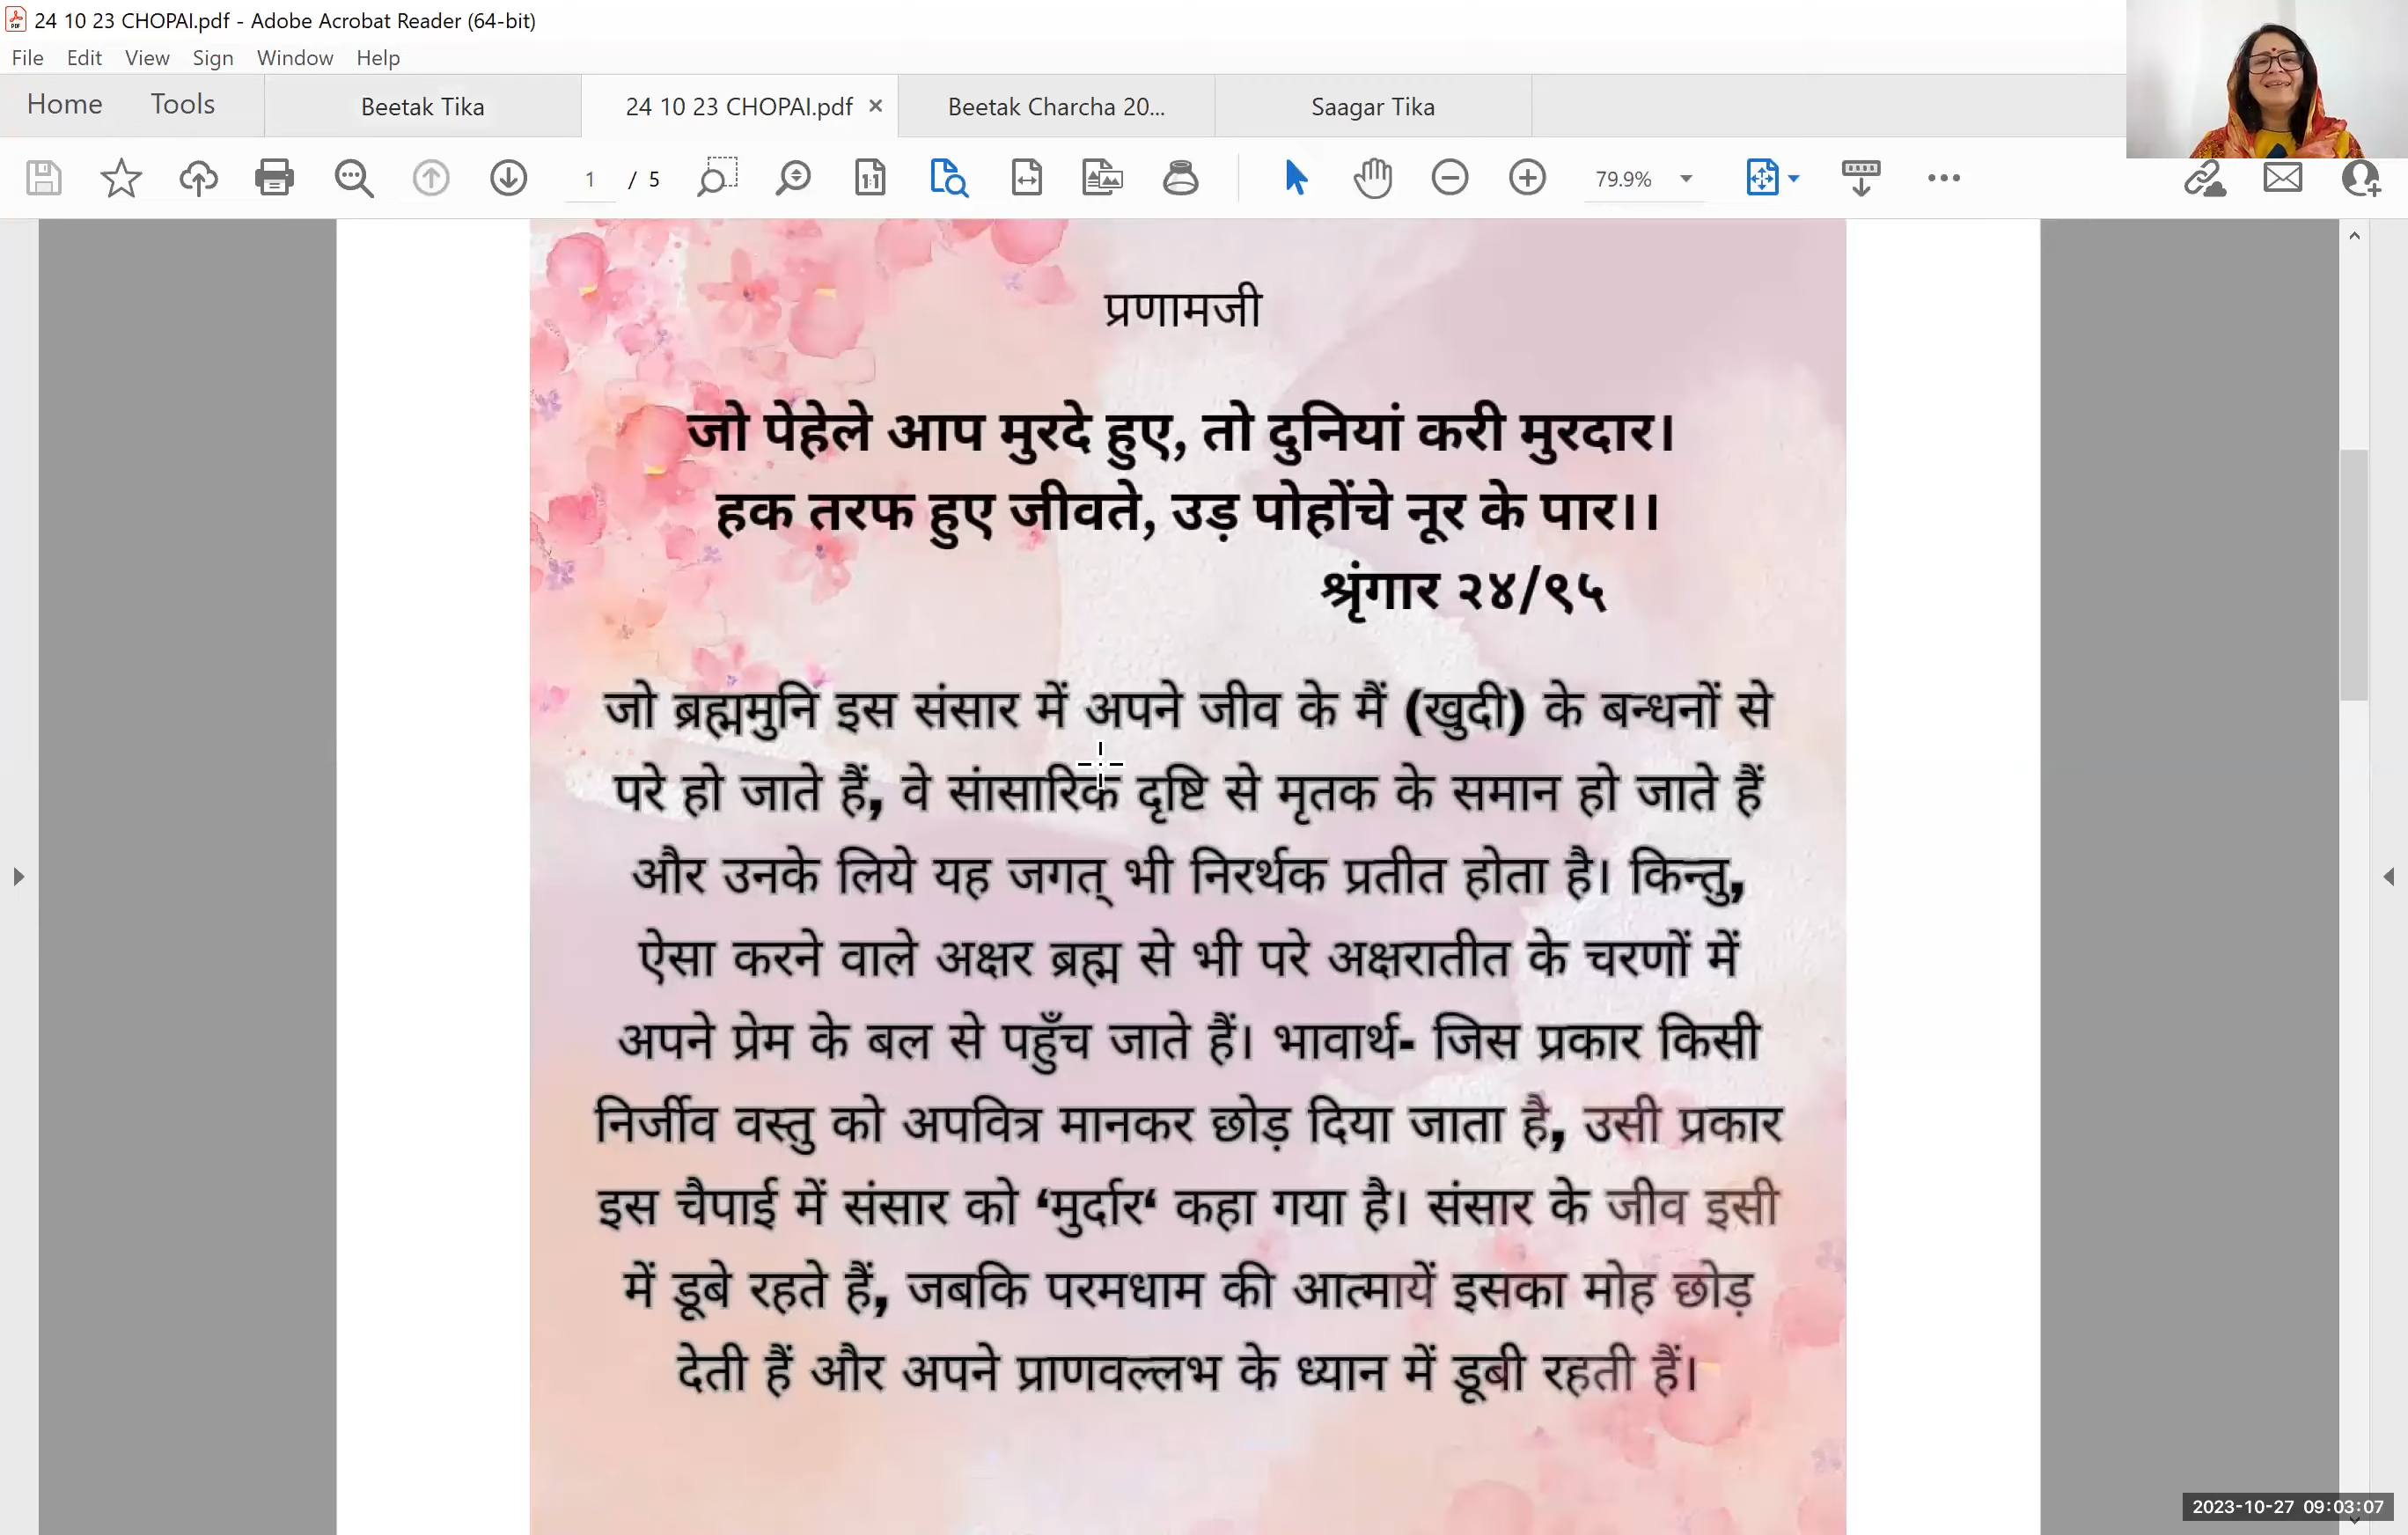 24 10 23 CHOPAI.pdf - Adobe Acrobat Reader (64-bit)
File Edit View Sign Window Help
Home Tools Beetak Tika 24 10 23 CHOPAI.pdf × Beetak Charcha 20... Saagar Tika
1 / 5 79.9%
प्रणामजी
जो पेहेले आप मुरदे हुए, तो दुनियां करी मुरदार।
हक तरफ हुए जीवते, उड़ पोहोंचे नूर के पार।।
श्रृंगार २४/९५
जो ब्रह्ममुनि इस संसार में अपने जीव के मैं (खुदी) के बन्धनों से
परे हो जाते हैं, वे सांसारिक दृष्टि से मृतक के समान हो जाते हैं
और उनके लिये यह जगत् भी निरर्थक प्रतीत होता है। किन्तु,
ऐसा करने वाले अक्षर ब्रह्म से भी परे अक्षरातीत के चरणों में
अपने प्रेम के बल से पहुँच जाते हैं। भावार्थ- जिस प्रकार किसी
निर्जीव वस्तु को अपवित्र मानकर छोड़ दिया जाता है, उसी प्रकार
इस चैपाई में संसार को ‘मुर्दार‘ कहा गया है। संसार के जीव इसी
में डूबे रहते हैं, जबकि परमधाम की आत्मायें इसका मोह छोड़
देती हैं और अपने प्राणवल्लभ के ध्यान में डूबी रहती हैं।
2023-10-27 09:03:07